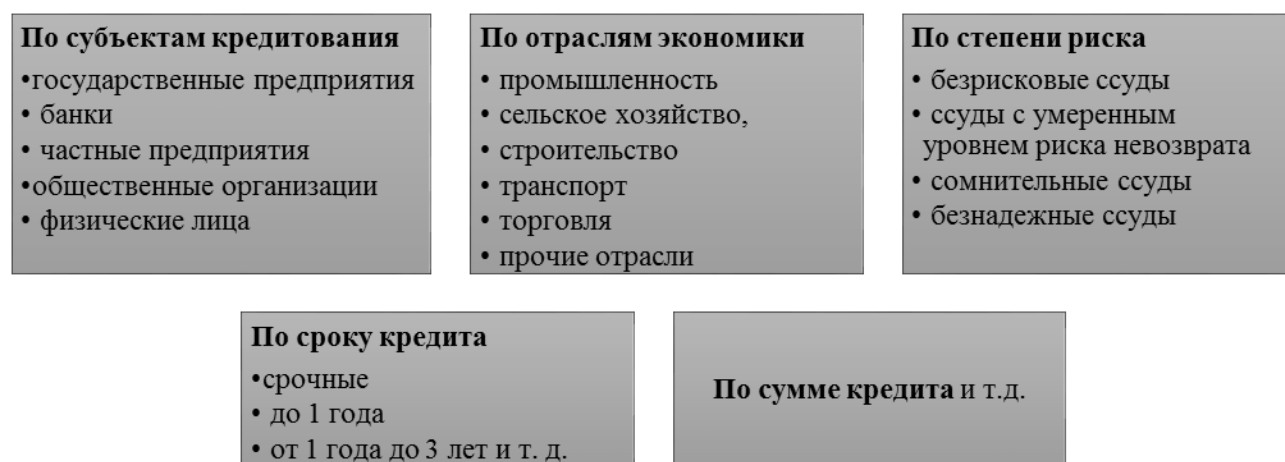 По субъектам кредитования
•государственные предприятия
• банки
• частные предприятия
•общественные организации
• физические лица
По отраслям экономики
• промышленность
• сельское хозяйство,
• строительство
• транспорт
• торговля
• прочие отрасли
По степени риска
• безрисковые ссуды
• ссуды с умеренным
уровнем риска невозврата
• сомнительные ссуды
• безнадежные ссуды
По сроку кредита
•срочные
• до 1 года
• от 1 года до 3 лет и т. д.
По сумме кредита и т.д.